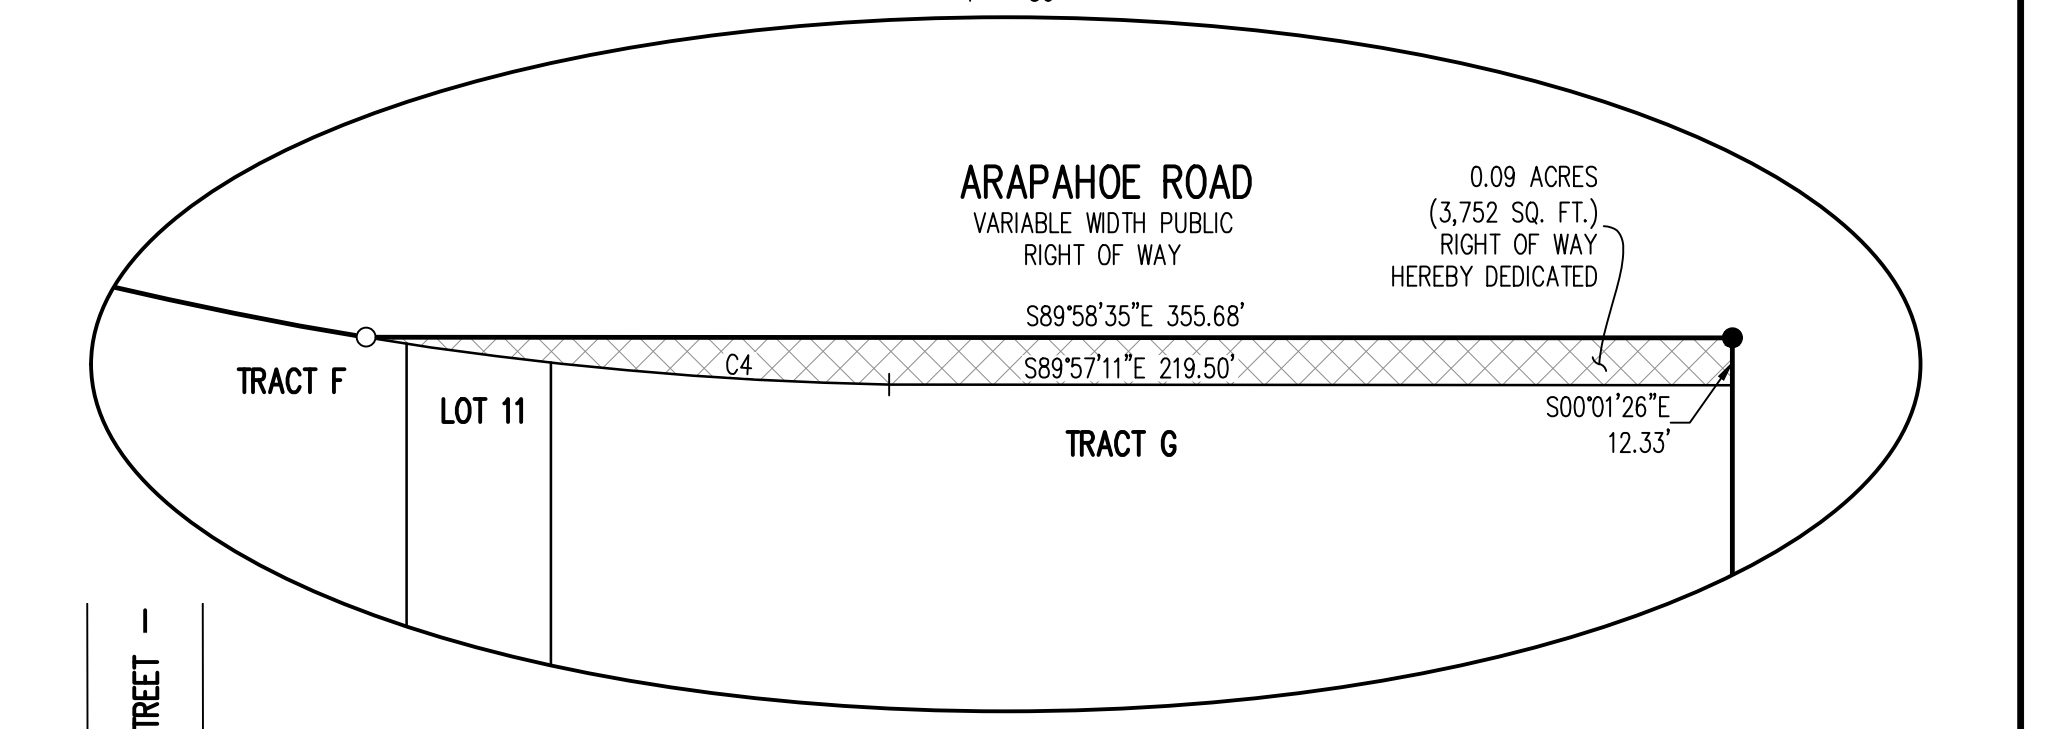 ARAPAHOE ROAD
VARIABLE WIDTH PUBLIC
RIGHT OF WAY
0.09 ACRES
(3,752 SQ. FT.)
RIGHT OF WAY
HEREBY DEDICATED
S89°58'35"E 355.68'
C4
S89°57'11"E 219.50'
TRACT F
LOT 11
S00°01'26"E
12.33'
TRACT G
TREET –